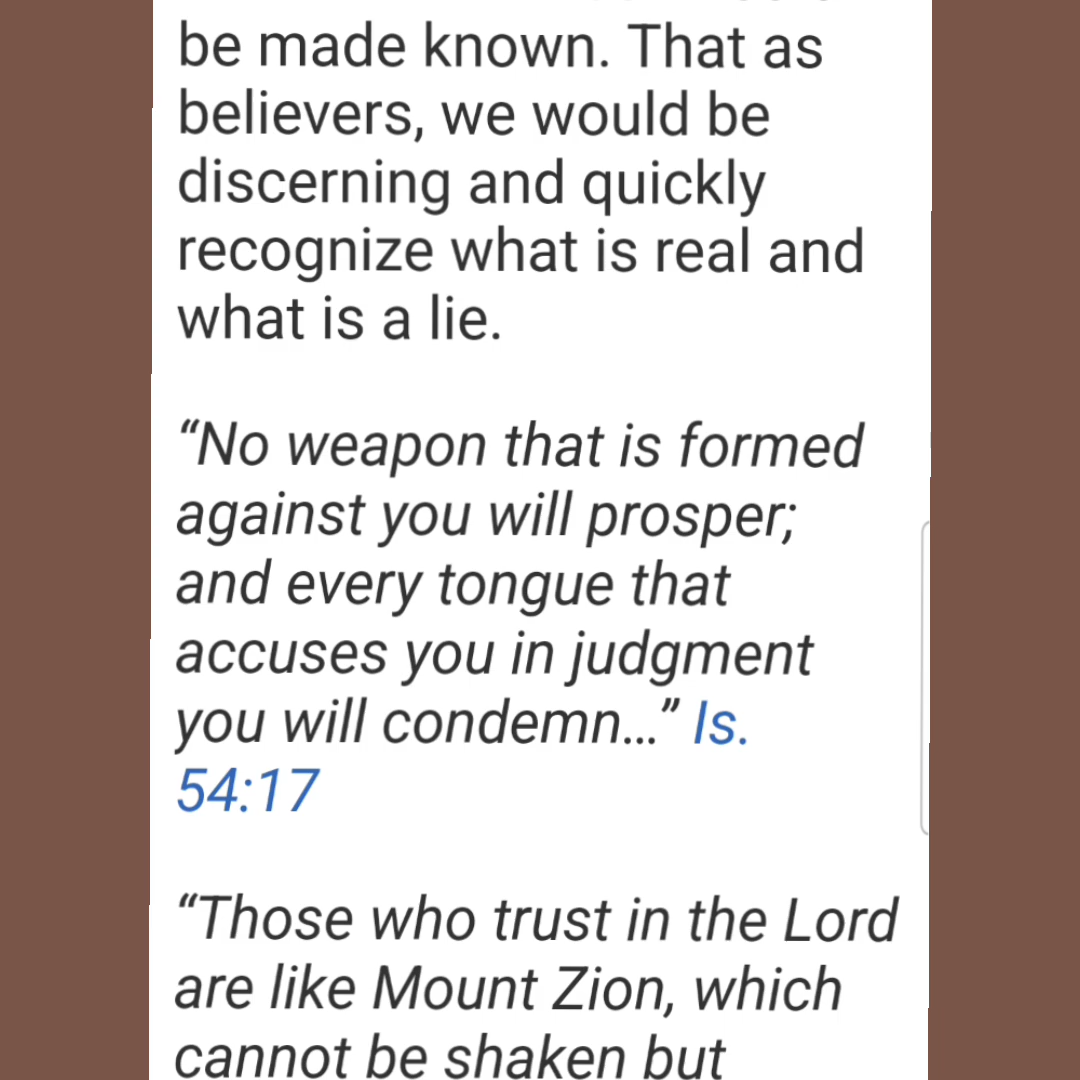 be made known. That as
believers, we would be
discerning and quickly
recognize what is real and
what is a lie.
“No weapon that is formed
against you will prosper;
and every tongue that
accuses you in judgment
you will condemn…” Is.
54:17
“Those who trust in the Lord
are like Mount Zion, which
cannot be shaken but